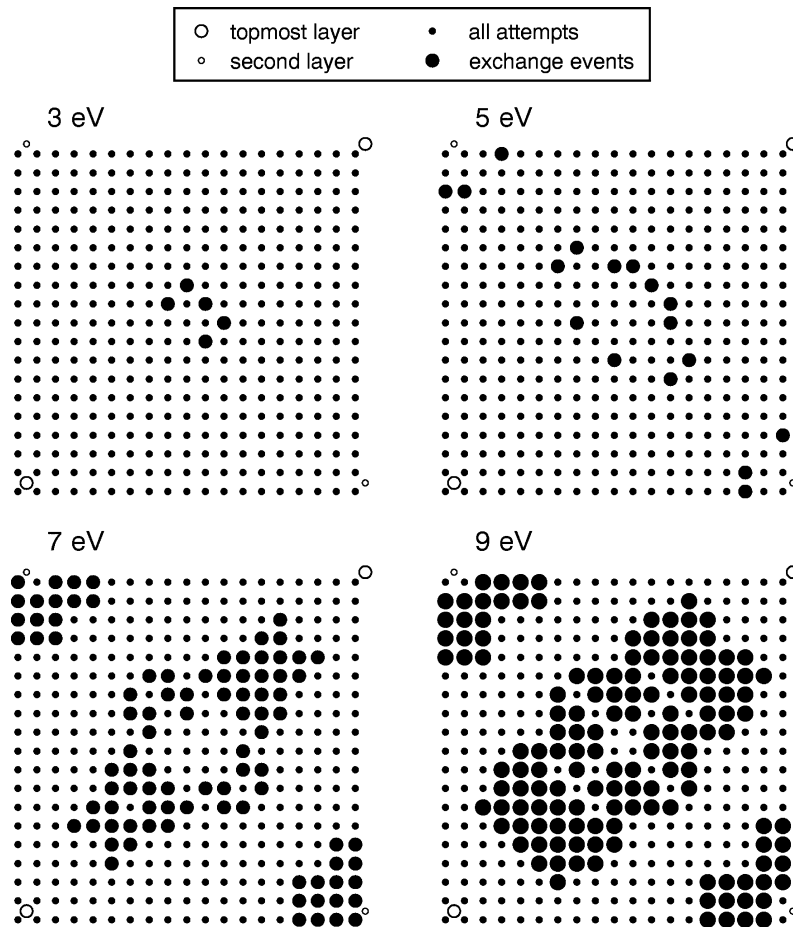 topmost layer all attempts
second layer exchange events
3 eV 5 eV
7 eV 9 eV